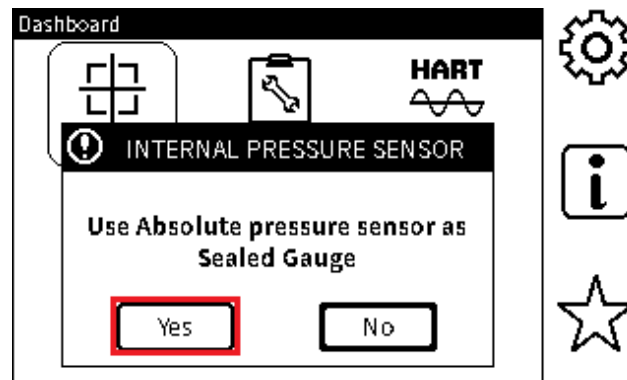 Dashboard
HART
INTERNAL PRESSURE SENSOR
Use Absolute pressure sensor as
Sealed Gauge
Yes No